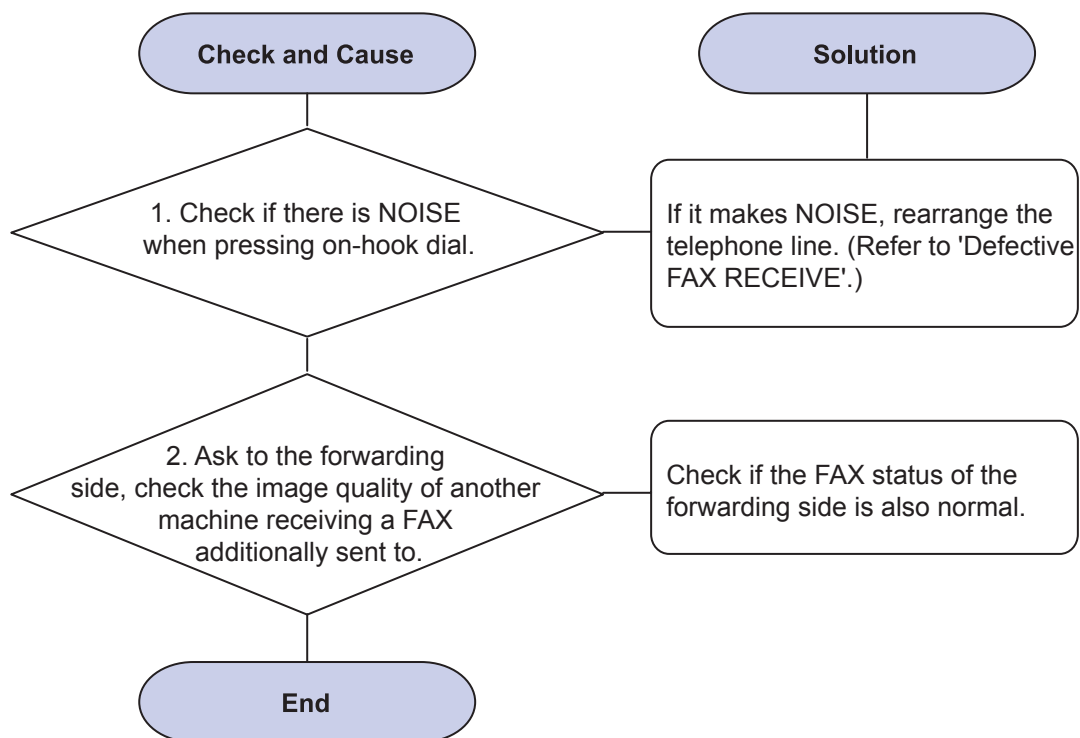 Check and Cause
Solution
1. Check if there is NOISE
when pressing on-hook dial.
If it makes NOISE, rearrange the
telephone line. (Refer to 'Defective
FAX RECEIVE'.)
2. Ask to the forwarding
side, check the image quality of another
machine receiving a FAX
additionally sent to.
Check if the FAX status of the
forwarding side is also normal.
End